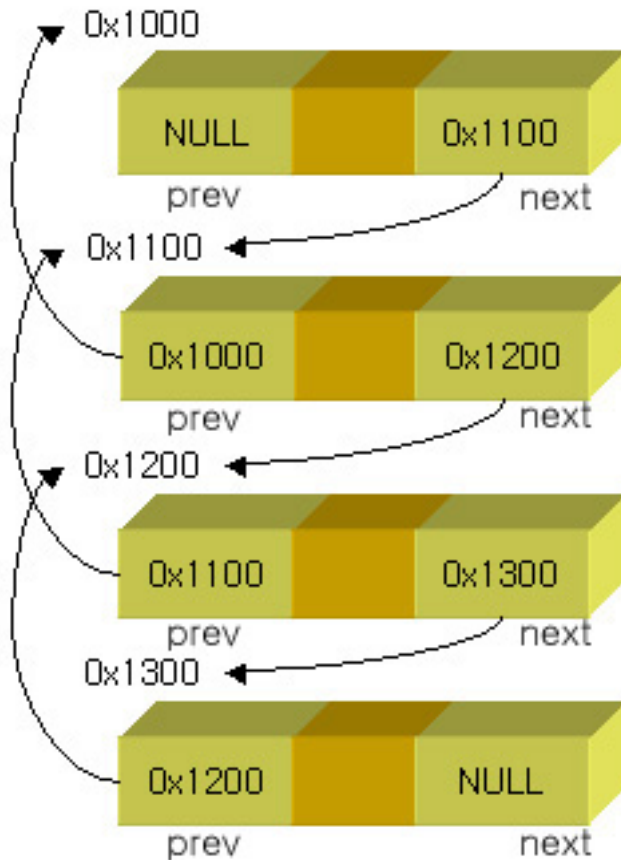 0x1000
NULL 0x1100
prev next
0x1100
0x1000 0x1200
prev next
0x1200
0x1100 0x1300
prev next
0x1300
0x1200 NULL
prev next